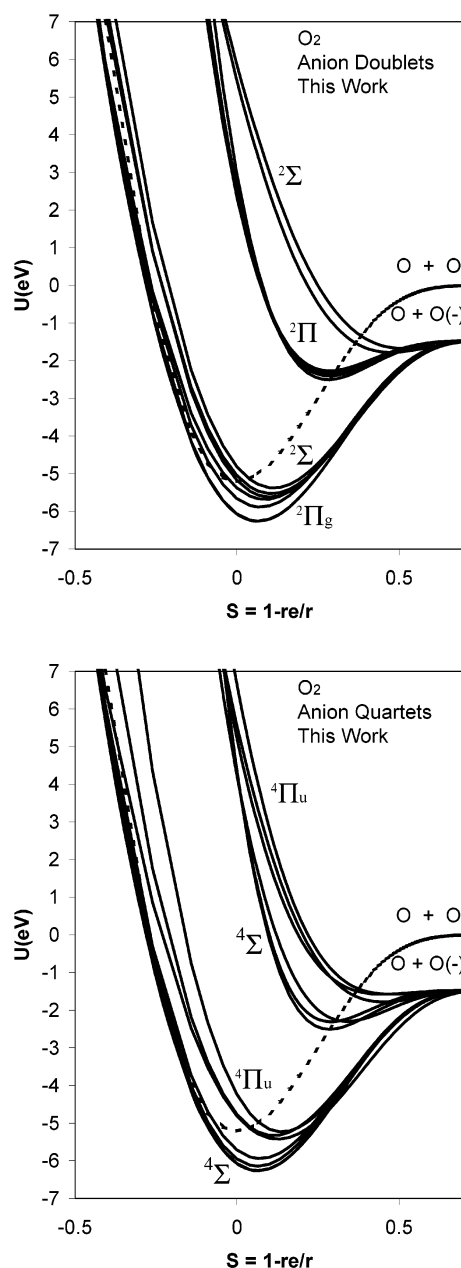 O2
Anion Doublets
This Work
7
6
5
4
3
2
1
0
-1
-2
-3
-4
-5
-6
-7
U(eV)
²Σ
O + O
O + O(-)
²Π
²Σ
²Πg
-0.5 0 0.5
S = 1-re/r
O2
Anion Quartets
This Work
7
6
5
4
3
2
1
0
-1
-2
-3
-4
-5
-6
-7
U(eV)
⁴Πu
O + O
⁴Σ
O + O(-)
⁴Πu
⁴Σ
-0.5 0 0.5
S = 1-re/r